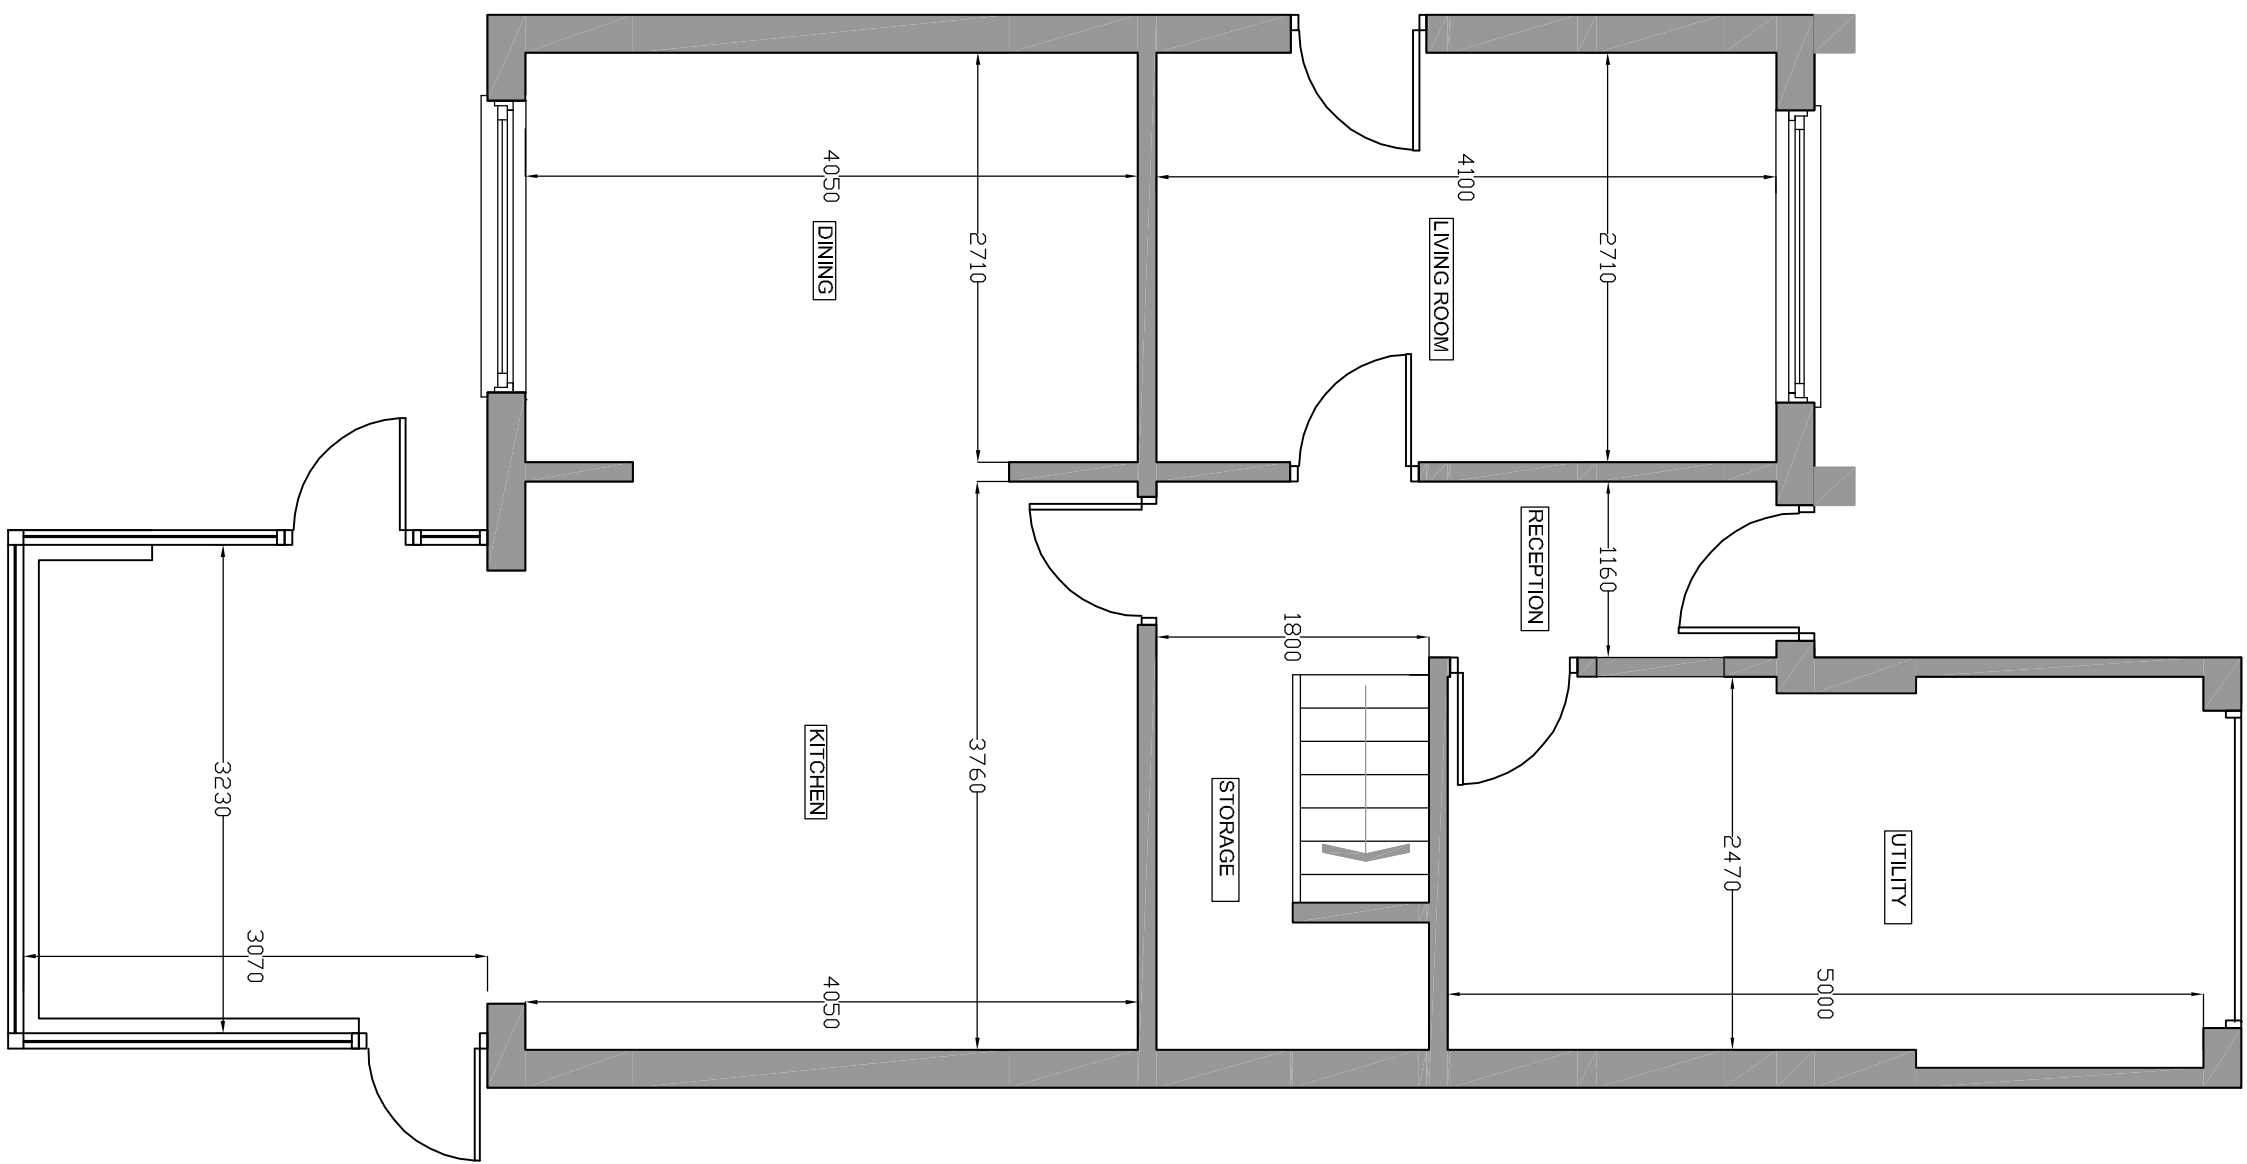 4050
DINING
2710
4100
LIVING ROOM
2710
RECEPTION
1160
1800
KITCHEN
3760
STORAGE
2470
UTILITY
3230
3070
4050
5000